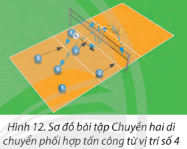 Hình 12. Sơ đồ bài tập Chuyền hai di
chuyển phối hợp tấn công từ vị trí số 4